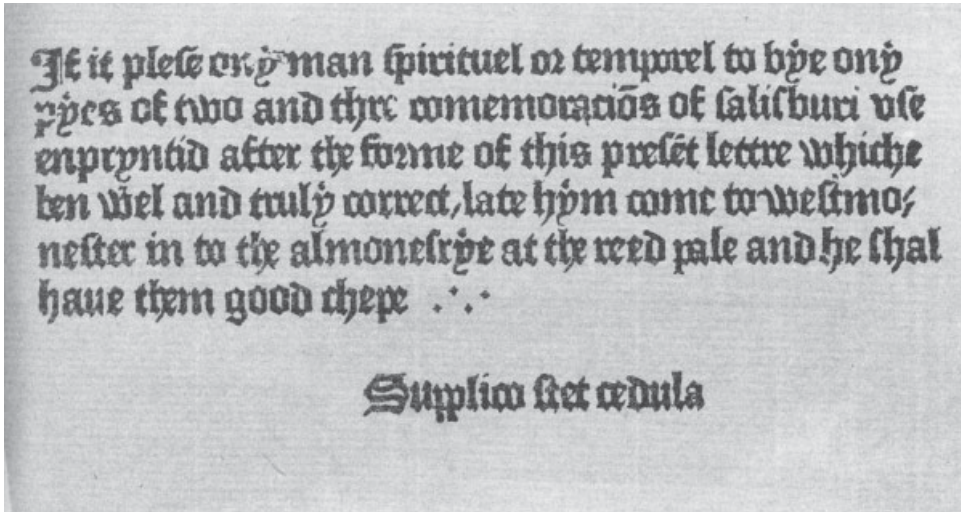 If it plese ony man spirituel or temporel to bye ony
pyes of two and thre comemoraciōs of salisburi vse
enpryntid after the forme of this presēt lettre whiche
ben wel and truly correct, late hym come to westmo⸗
nester in to the almonesrye at the reed pale and he shal
haue them good chepe .·.·
Supplico stet cedula